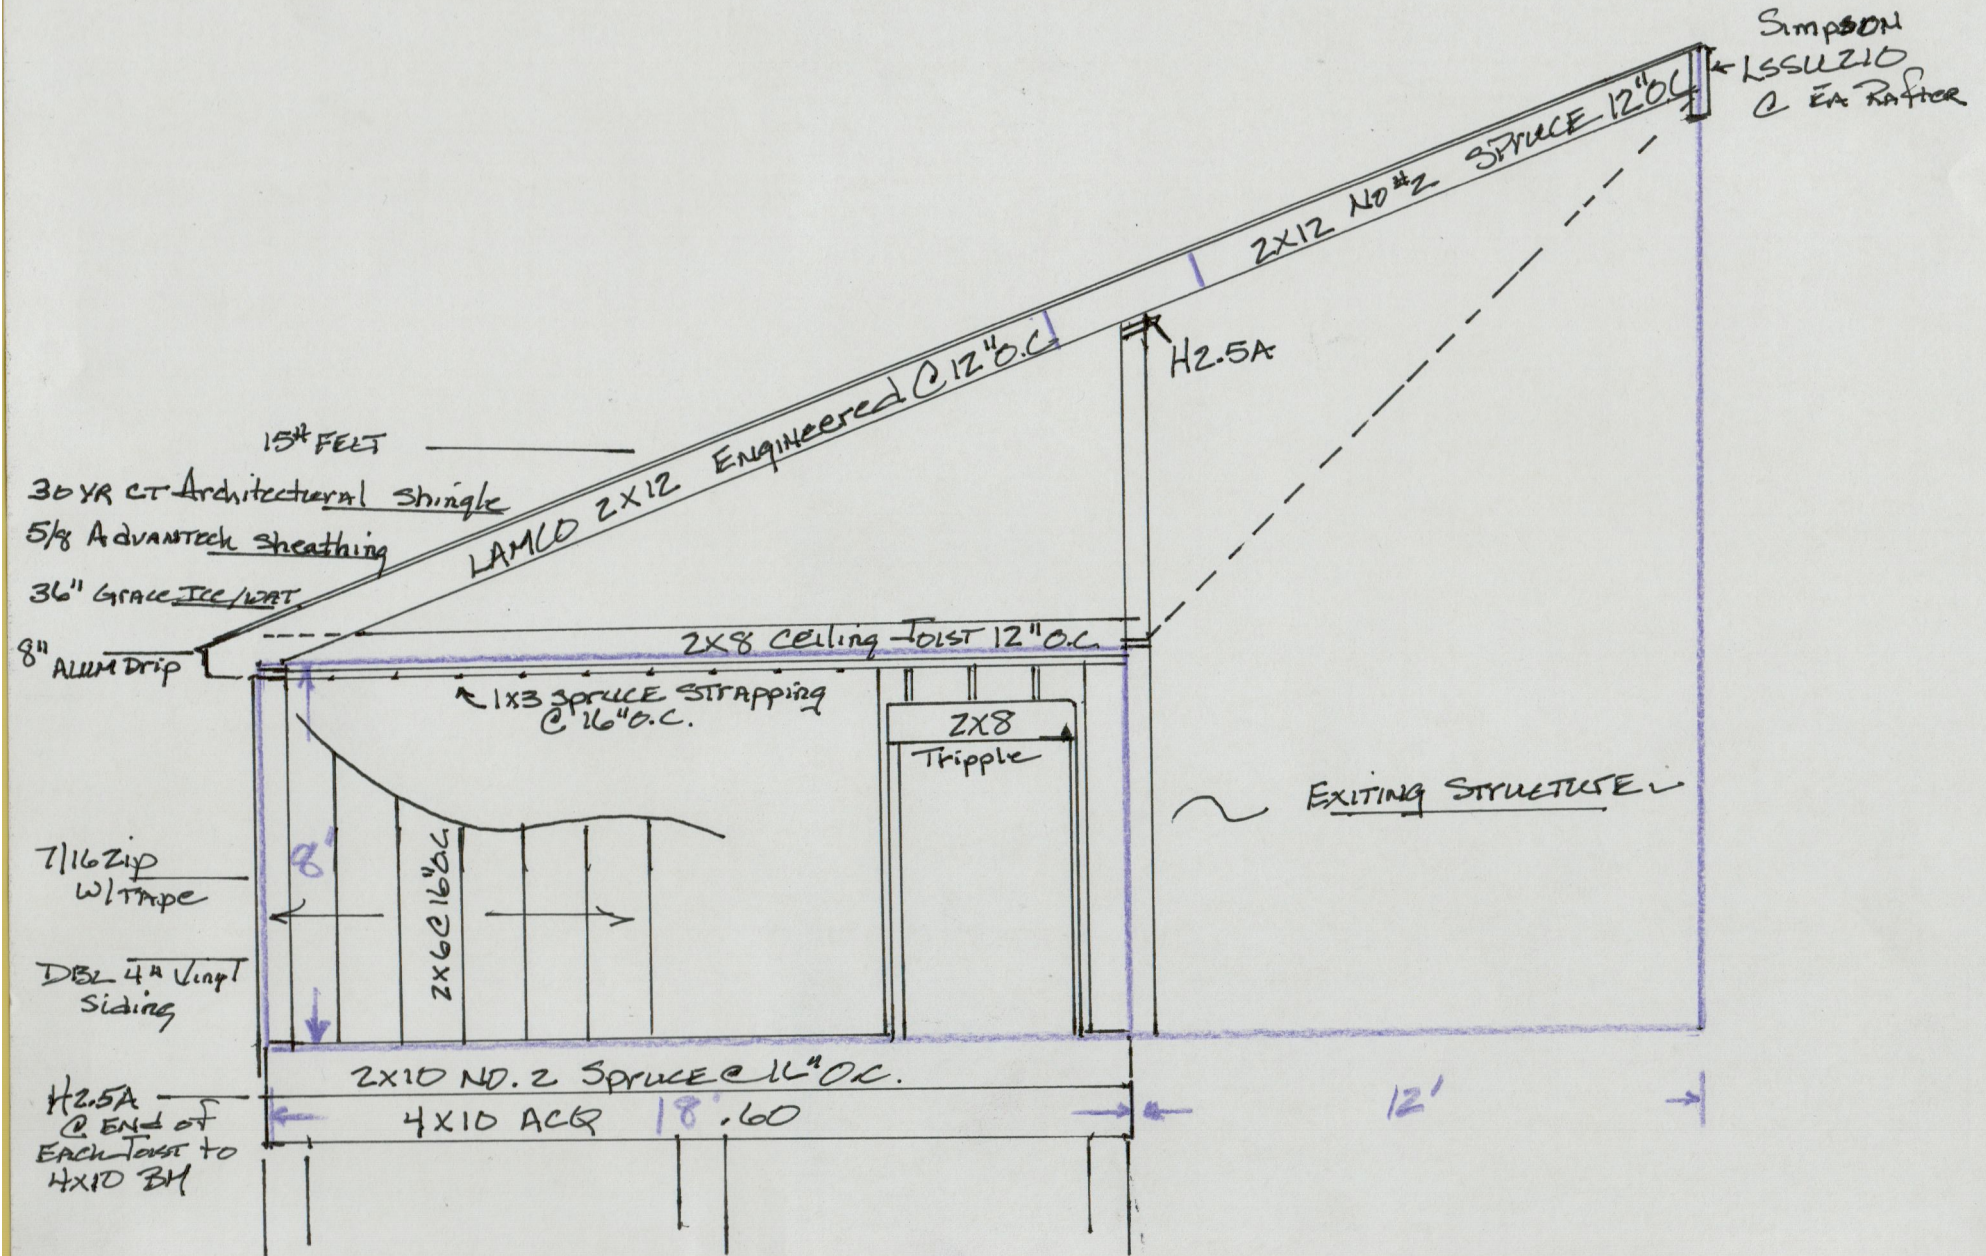 Simpson
LSSU210
@ EA Rafter
2X12 NO #2 SPRUCE 12"O.C
H2.5A
LAMCO 2X12 Engineered @ 12"O.C
15# FELT
30 YR CT Architectural Shingle
5/8 AdvanTech Sheathing
36" Grace Ice/WAT
8" ALUM Drip
2X8 Ceiling Joist 12"O.C.
1X3 Spruce Strapping
@ 16"O.C.
2X8
Tripple
EXITING STRUCTURE
8'
7/16 Zip
W/TApe
2X6@16"O.C.
DBL 4" Vinyl
Siding
2X10 NO. 2 Spruce @ 16"O.C.
H2.5A
@ END of
Each Joist to
4X10 BM
4X10 ACQ 18' .60
12'